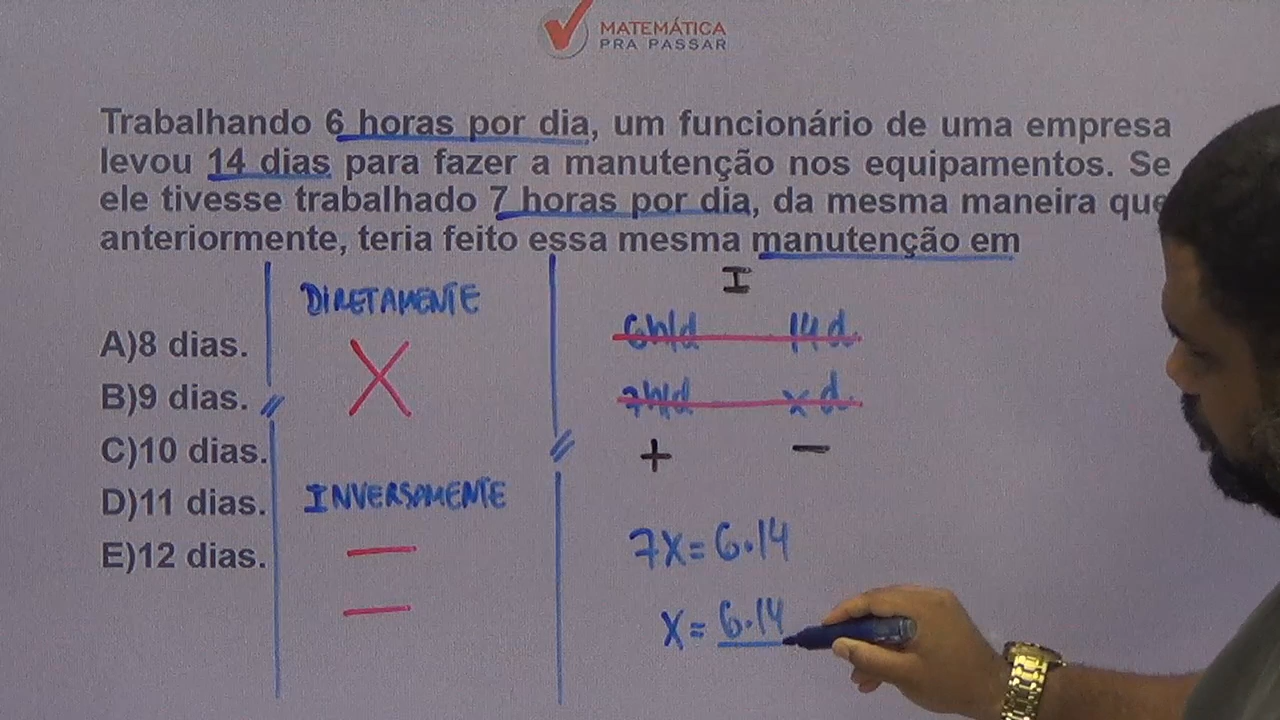 MATEMÁTICA
PRA PASSAR
Trabalhando 6 horas por dia, um funcionário de uma empresa
levou 14 dias para fazer a manutenção nos equipamentos. Se
ele tivesse trabalhado 7 horas por dia, da mesma maneira que
anteriormente, teria feito essa mesma manutenção em
A)8 dias.
B)9 dias.
C)10 dias.
D)11 dias.
E)12 dias.
DIRETAMENTE
X
INVERSAMENTE
I
6h/d 14 d.
7h/d x d.
+ −
7X = 6.14
X = 6.14